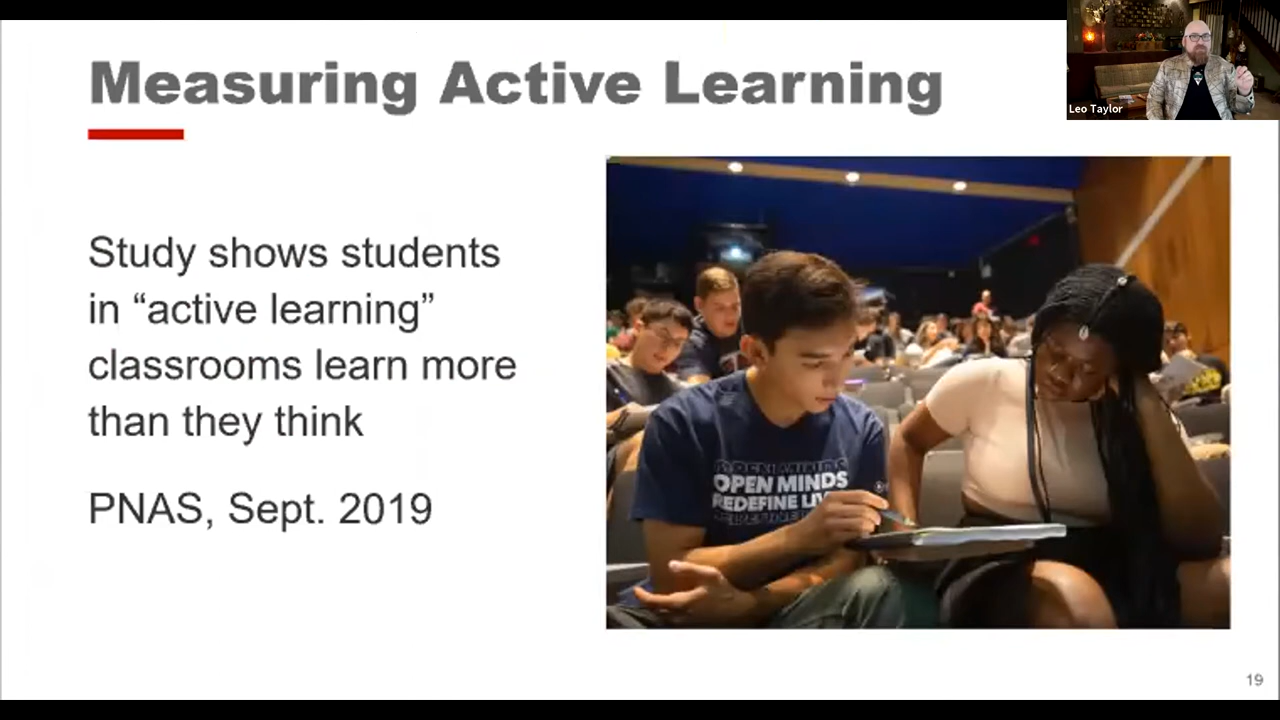 Measuring Active Learning
Leo Taylor
Study shows students
in “active learning”
classrooms learn more
than they think
PNAS, Sept. 2019
OPEN MINDS
REDEFINE
19